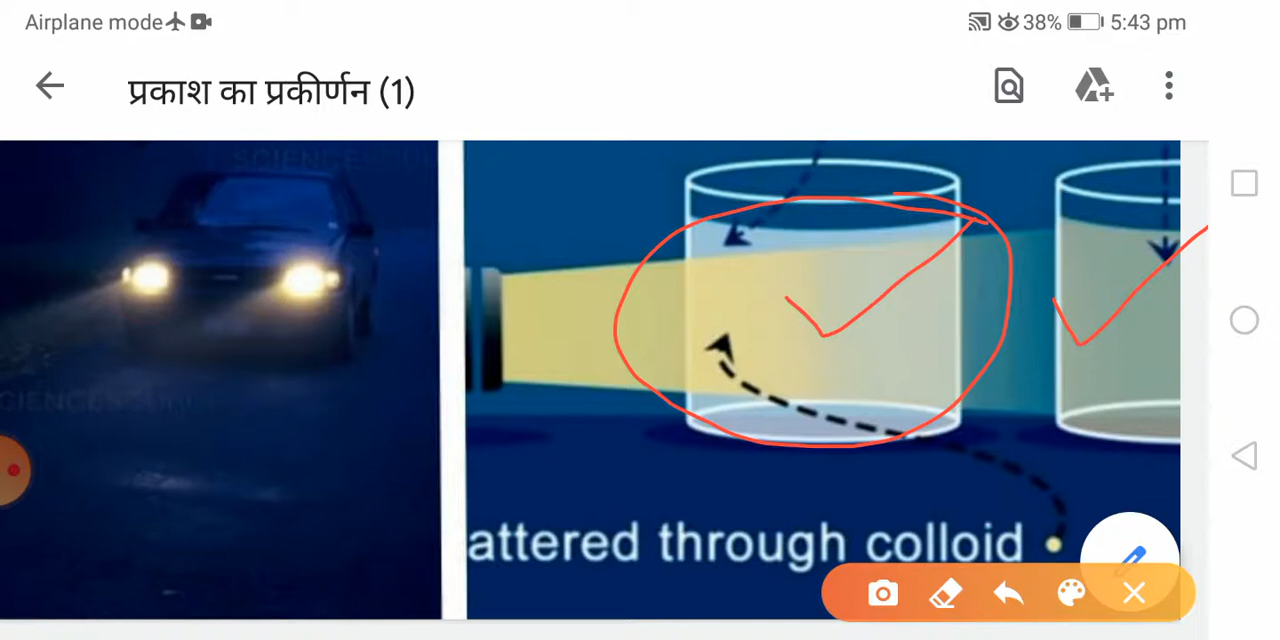 Airplane mode
38% 5:43 pm
प्रकाश का प्रकीर्णन (1)
attered through colloid